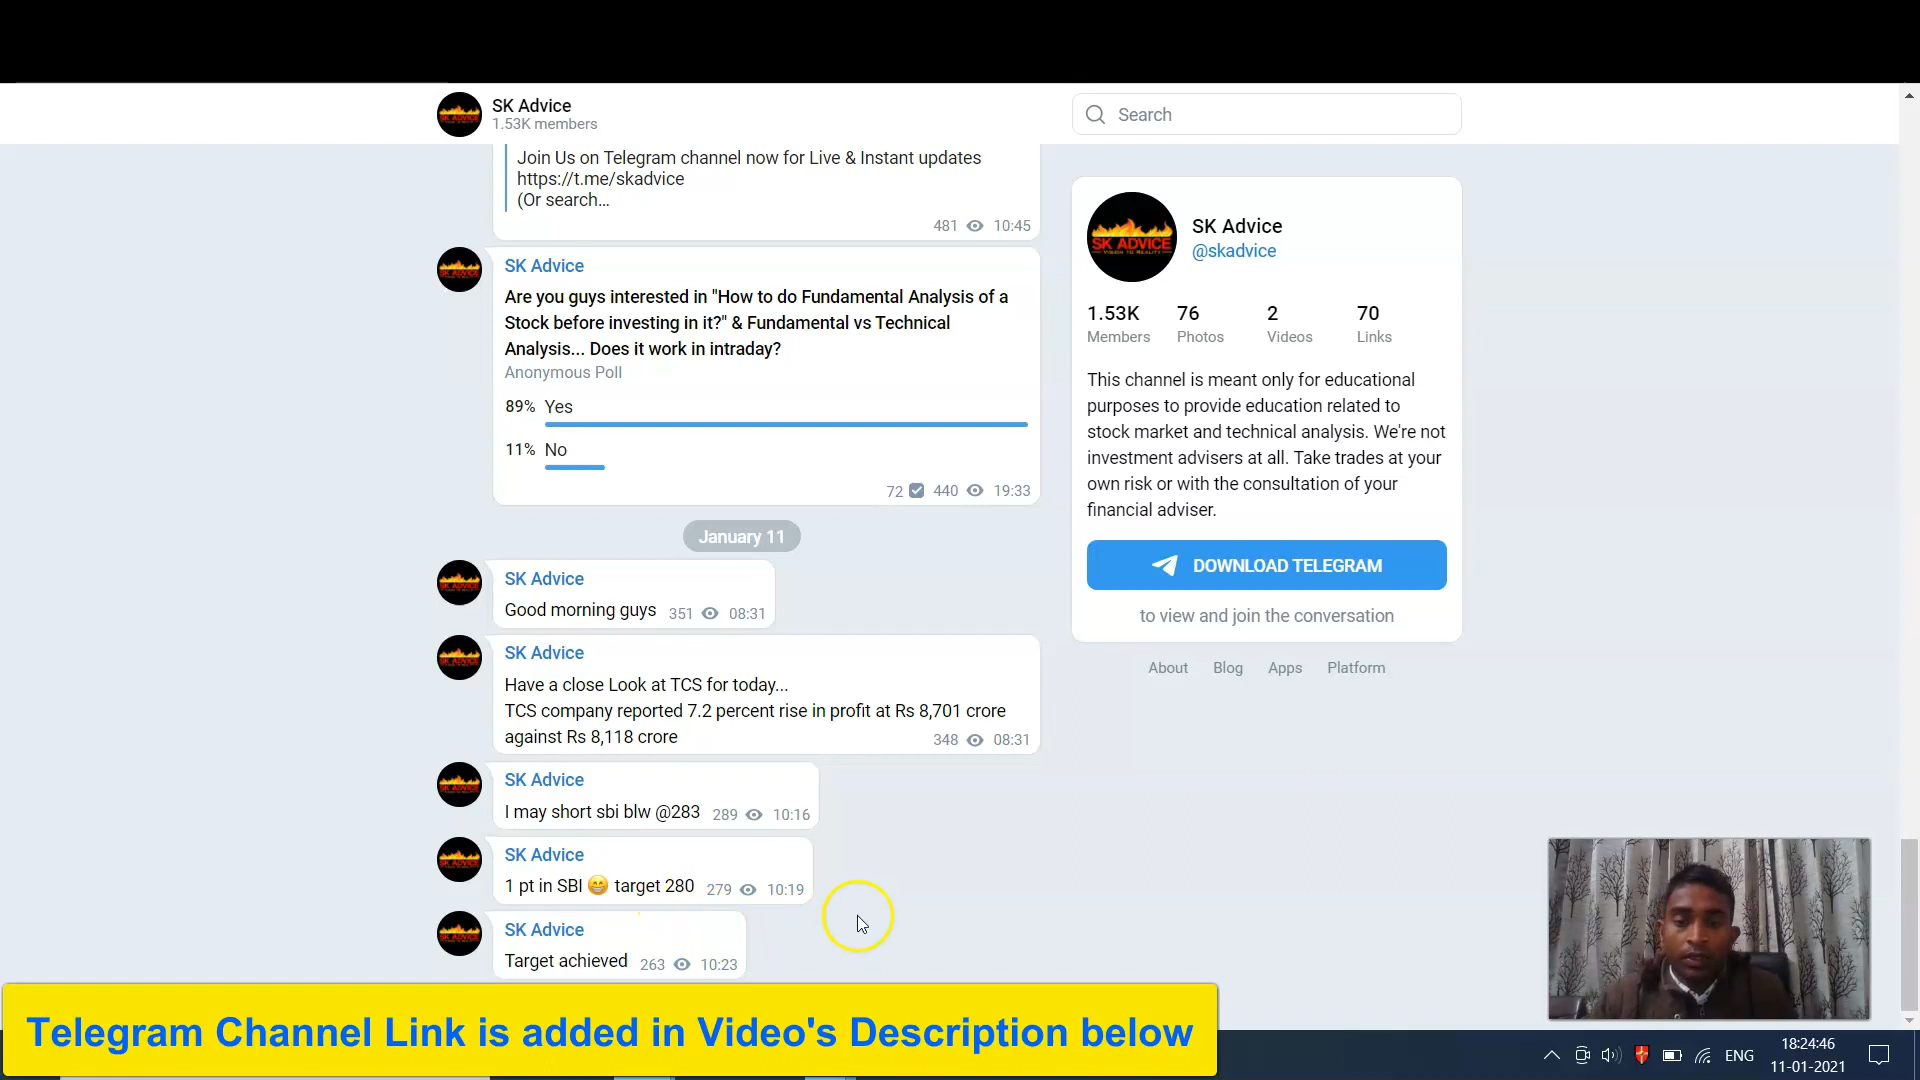 SK Advice
1.53K members
Search
Join Us on Telegram channel now for Live & Instant updates
https://t.me/skadvice
(Or search...
481 10:45
SK Advice
Are you guys interested in "How to do Fundamental Analysis of a
Stock before investing in it?" & Fundamental vs Technical
Analysis... Does it work in intraday?
Anonymous Poll
89% Yes
11% No
72 440 19:33
January 11
SK Advice
Good morning guys 351 08:31
SK Advice
Have a close Look at TCS for today...
TCS company reported 7.2 percent rise in profit at Rs 8,701 crore
against Rs 8,118 crore 348 08:31
SK Advice
I may short sbi blw @283 289 10:16
SK Advice
1 pt in SBI 😁 target 280 279 10:19
SK Advice
Target achieved 263 10:23
SK ADVICE
VISION TO REALITY
SK Advice
@skadvice
1.53K 76 2 70
Members Photos Videos Links
This channel is meant only for educational
purposes to provide education related to
stock market and technical analysis. We're not
investment advisers at all. Take trades at your
own risk or with the consultation of your
financial adviser.
DOWNLOAD TELEGRAM
to view and join the conversation
About Blog Apps Platform
Telegram Channel Link is added in Video's Description below
ENG
18:24:46
11-01-2021